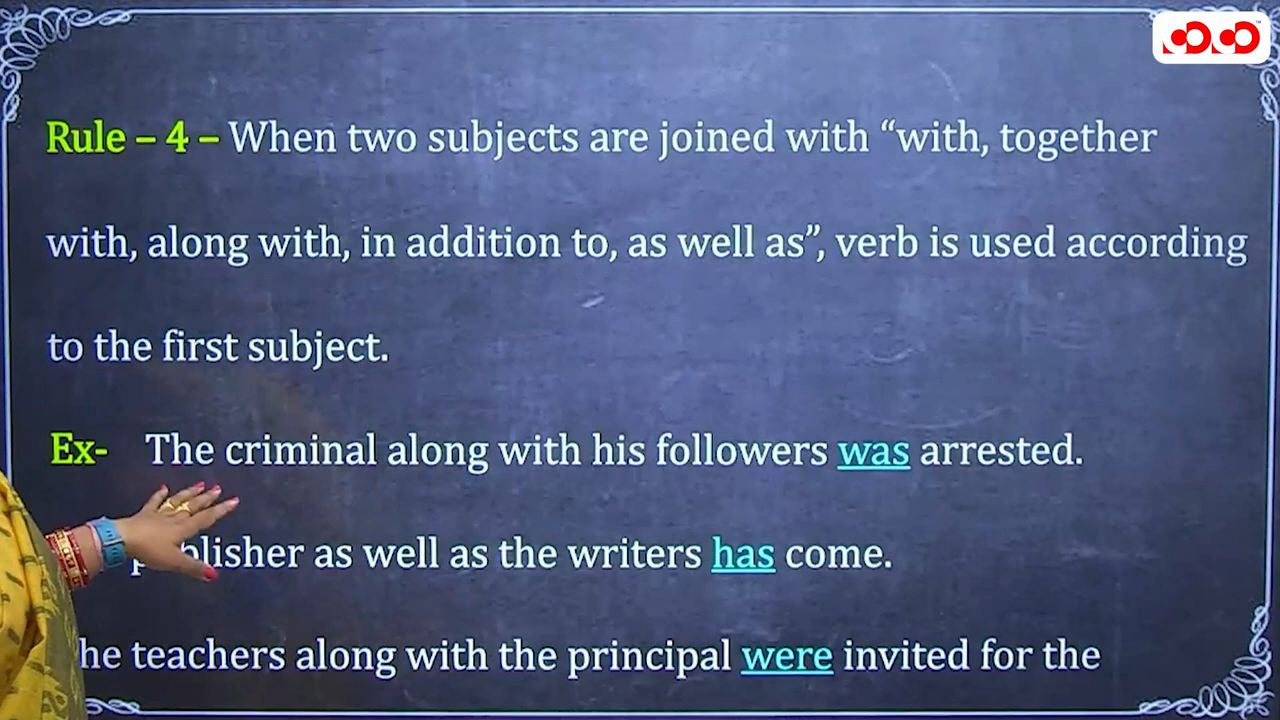 Rule – 4 – When two subjects are joined with “with, together
with, along with, in addition to, as well as”, verb is used according
to the first subject.
Ex- The criminal along with his followers was arrested.
as well as the writers has come.
teachers along with the principal were invited for the